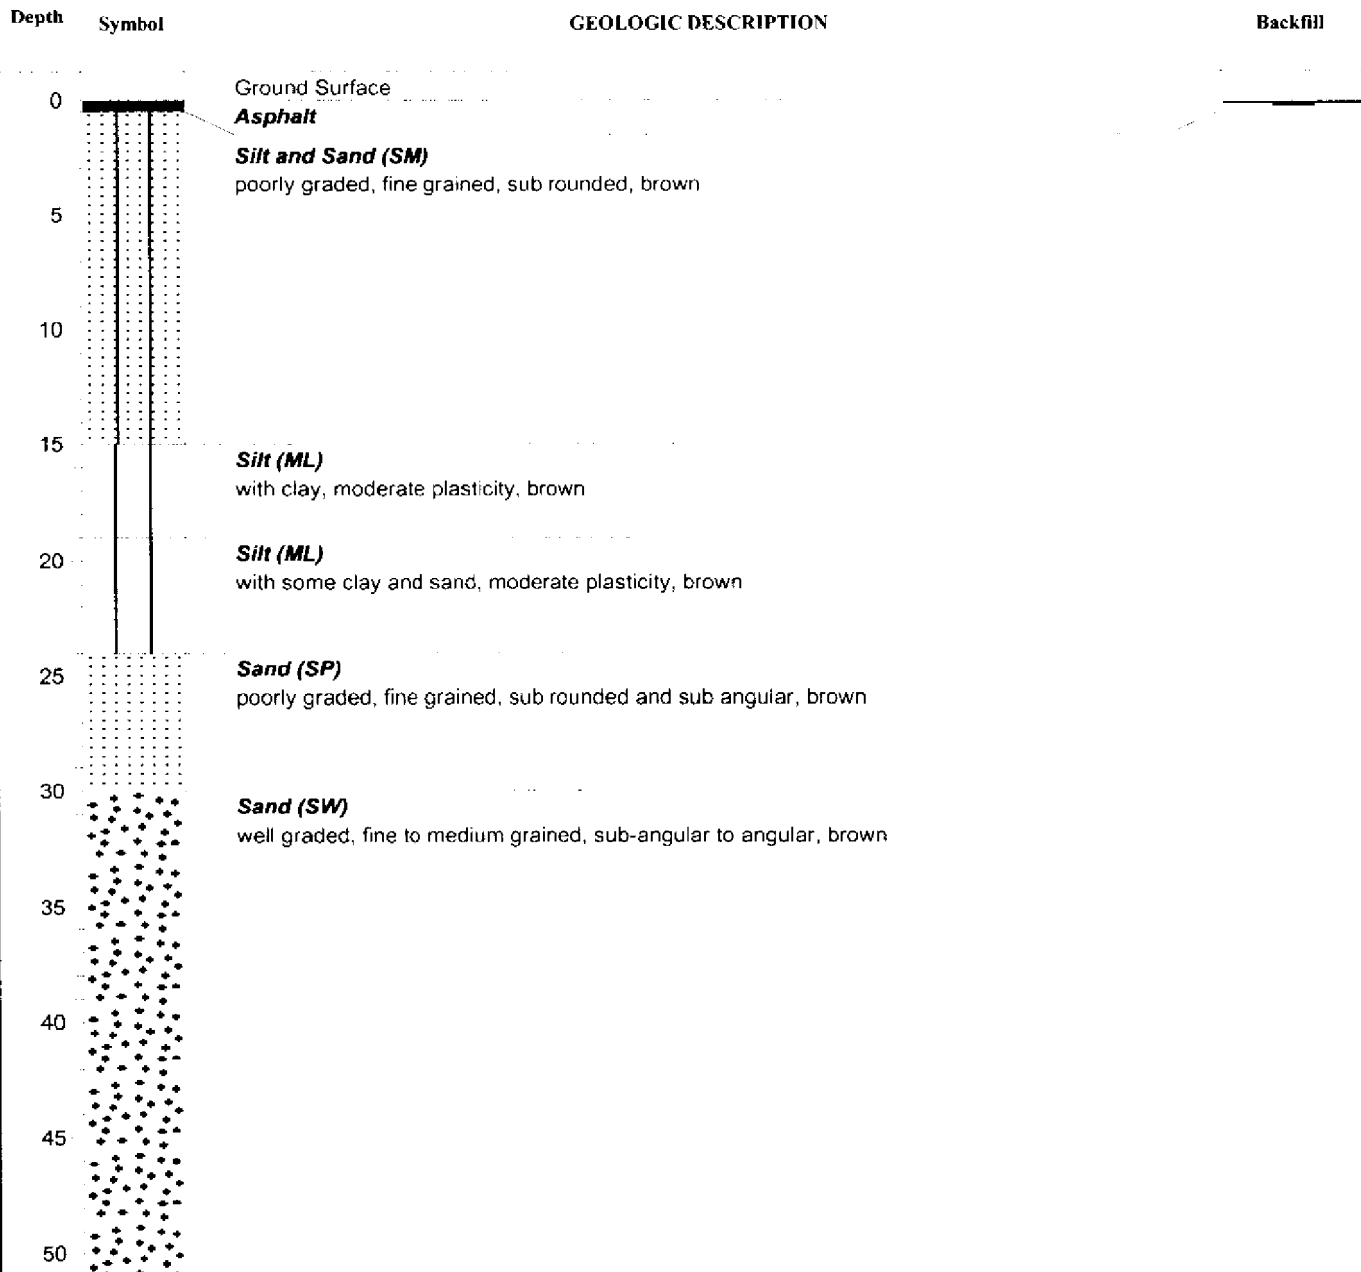 Depth Symbol GEOLOGIC DESCRIPTION Backfill
Ground Surface
0
Asphalt
Silt and Sand (SM)
poorly graded, fine grained, sub rounded, brown
5
10
15
Silt (ML)
with clay, moderate plasticity, brown
Silt (ML)
20
with some clay and sand, moderate plasticity, brown
Sand (SP)
25
poorly graded, fine grained, sub rounded and sub angular, brown
30
Sand (SW)
well graded, fine to medium grained, sub-angular to angular, brown
35
40
45
50